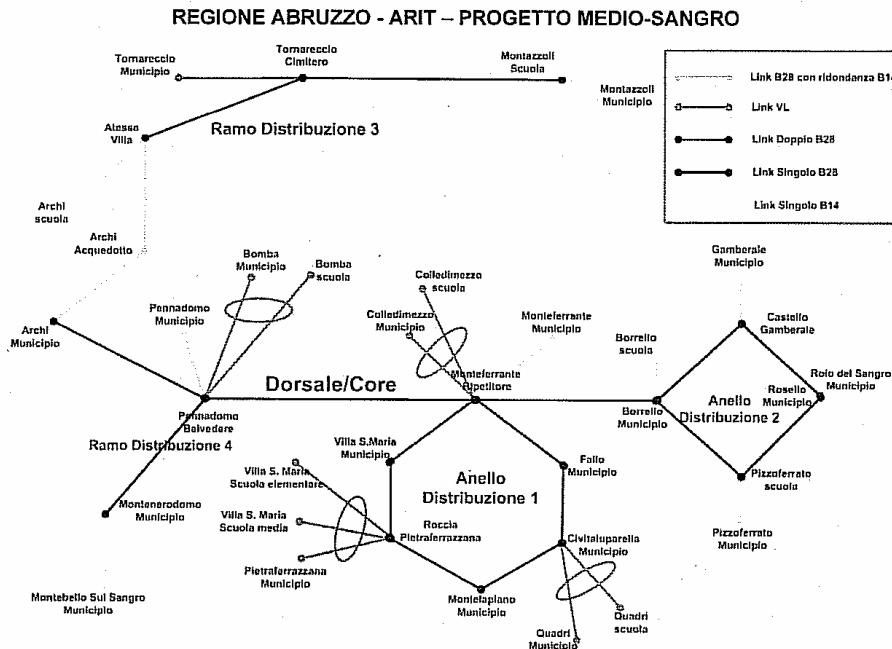 REGIONE ABRUZZO - ARIT – PROGETTO MEDIO-SANGRO
Tornareccio
Municipio
Tornareccio
Cimitero
Montazzoli
Scuola
Montazzoli
Municipio
Link B28 con ridondanza B14
Link VL
Link Doppio B28
Link Singolo B28
Link Singolo B14
Atessa
Villa
Ramo Distribuzione 3
Archi
scuola
Archi
Acquedotto
Bomba
Municipio
Bomba
scuola
Colledimezzo
scuola
Gamberale
Municipio
Pennadomo
Municipio
Colledimezzo
Municipio
Monteferrante
Municipio
Borrello
scuola
Castello
Gamberale
Archi
Municipio
Dorsale/Core
Monteferrante
Ripetitore
Roio del Sangro
Municipio
Rosello
Municipio
Pennadomo
Belvedere
Borrello
Municipio
Anello
Distribuzione 2
Ramo Distribuzione 4
Villa S.Maria
Municipio
Fallo
Municipio
Anello
Distribuzione 1
Villa S. Maria
Scuola elementare
Pizzoferrato
scuola
Montenerodomo
Municipio
Villa S. Maria
Scuola media
Roccia
Pietraferrazzana
Civitaluparella
Municipio
Pizzoferrato
Municipio
Pietraferrazzana
Municipio
Montebello Sul Sangro
Municipio
Montelapiano
Municipio
Quadri
scuola
Quadri
Municipio